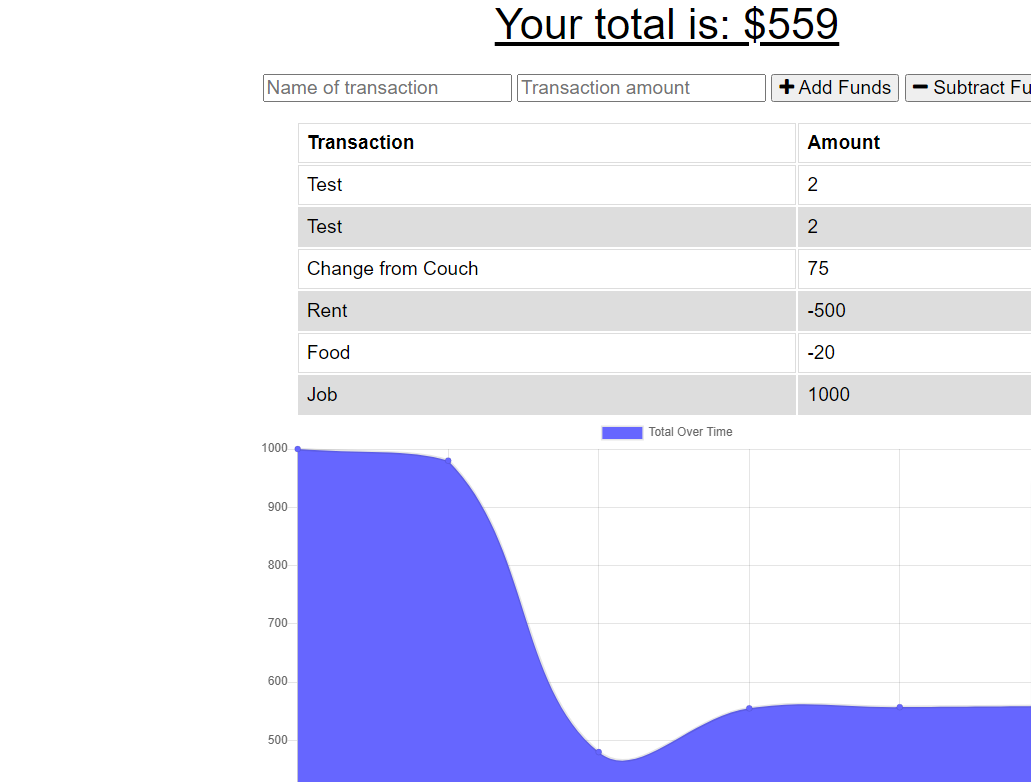 Your total is: $559
Name of transaction Transaction amount Add Funds Subtract Fu
Transaction Amount
Test 2
Test 2
Change from Couch 75
Rent -500
Food -20
Job 1000
Total Over Time
1000
900
800
700
600
500